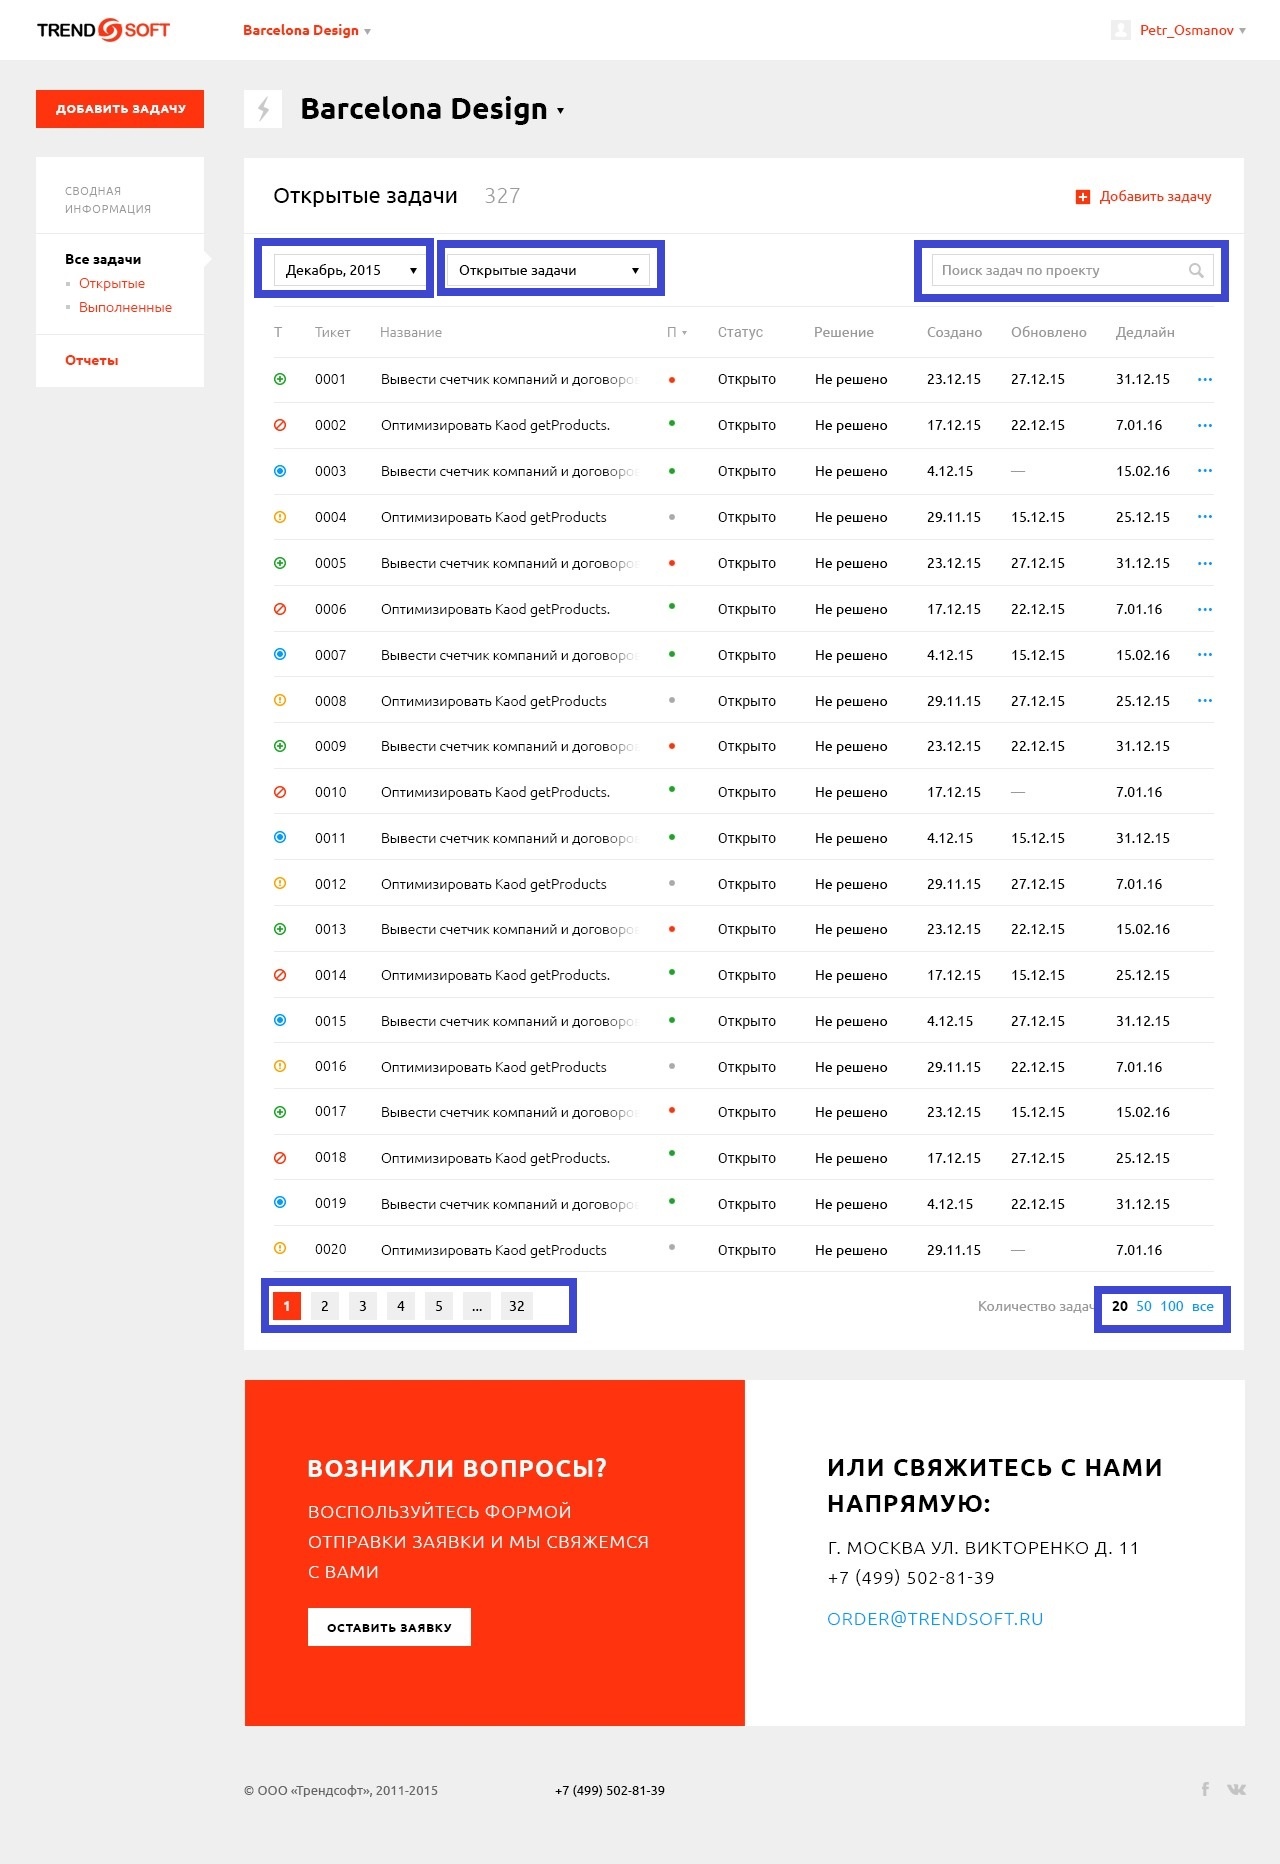 TREND SOFT
Barcelona Design
Petr_Osmanov
ДОБАВИТЬ ЗАДАЧУ
Barcelona Design
СВОДНАЯ
ИНФОРМАЦИЯ
Все задачи
Открытые
Выполненные
Отчеты
Открытые задачи 327
Добавить задачу
Декабрь, 2015
Открытые задачи
Поиск задач по проекту
Т Тикет Название П Статус Решение Создано Обновлено Дедлайн
0001 Вывести счетчик компаний и договоров Открыто Не решено 23.12.15 27.12.15 31.12.15 •••
0002 Оптимизировать Kaod getProducts. Открыто Не решено 17.12.15 22.12.15 7.01.16 •••
0003 Вывести счетчик компаний и договоров Открыто Не решено 4.12.15 — 15.02.16 •••
0004 Оптимизировать Kaod getProducts Открыто Не решено 29.11.15 15.12.15 25.12.15 •••
0005 Вывести счетчик компаний и договоров Открыто Не решено 23.12.15 27.12.15 31.12.15 •••
0006 Оптимизировать Kaod getProducts. Открыто Не решено 17.12.15 22.12.15 7.01.16 •••
0007 Вывести счетчик компаний и договоров Открыто Не решено 4.12.15 15.12.15 15.02.16 •••
0008 Оптимизировать Kaod getProducts Открыто Не решено 29.11.15 27.12.15 25.12.15 •••
0009 Вывести счетчик компаний и договоров Открыто Не решено 23.12.15 22.12.15 31.12.15
0010 Оптимизировать Kaod getProducts. Открыто Не решено 17.12.15 — 7.01.16
0011 Вывести счетчик компаний и договоров Открыто Не решено 4.12.15 15.12.15 31.12.15
0012 Оптимизировать Kaod getProducts Открыто Не решено 29.11.15 27.12.15 7.01.16
0013 Вывести счетчик компаний и договоров Открыто Не решено 23.12.15 22.12.15 15.02.16
0014 Оптимизировать Kaod getProducts. Открыто Не решено 17.12.15 15.12.15 25.12.15
0015 Вывести счетчик компаний и договоров Открыто Не решено 4.12.15 27.12.15 31.12.15
0016 Оптимизировать Kaod getProducts Открыто Не решено 29.11.15 22.12.15 7.01.16
0017 Вывести счетчик компаний и договоров Открыто Не решено 23.12.15 15.12.15 15.02.16
0018 Оптимизировать Kaod getProducts. Открыто Не решено 17.12.15 27.12.15 25.12.15
0019 Вывести счетчик компаний и договоров Открыто Не решено 4.12.15 22.12.15 31.12.15
0020 Оптимизировать Kaod getProducts Открыто Не решено 29.11.15 — 7.01.16
1 2 3 4 5 ... 32
Количество задач 20 50 100 все
ВОЗНИКЛИ ВОПРОСЫ?
ВОСПОЛЬЗУЙТЕСЬ ФОРМОЙ
ОТПРАВКИ ЗАЯВКИ И МЫ СВЯЖЕМСЯ
С ВАМИ
ОСТАВИТЬ ЗАЯВКУ
ИЛИ СВЯЖИТЕСЬ С НАМИ
НАПРЯМУЮ:
Г. МОСКВА УЛ. ВИКТОРЕНКО Д. 11
+7 (499) 502-81-39
ORDER@TRENDSOFT.RU
© ООО «Трендсофт», 2011-2015
+7 (499) 502-81-39